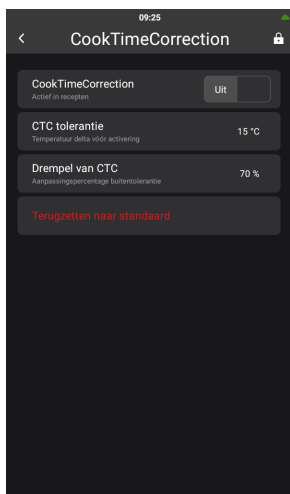 09:25
CookTimeCorrection
CookTimeCorrection
Actief in recepten
Uit
CTC tolerantie
Temperatuur delta vóór activering
15 °C
Drempel van CTC
Aanpassingspercentage buitentolerantie
70 %
Terugzetten naar standaard